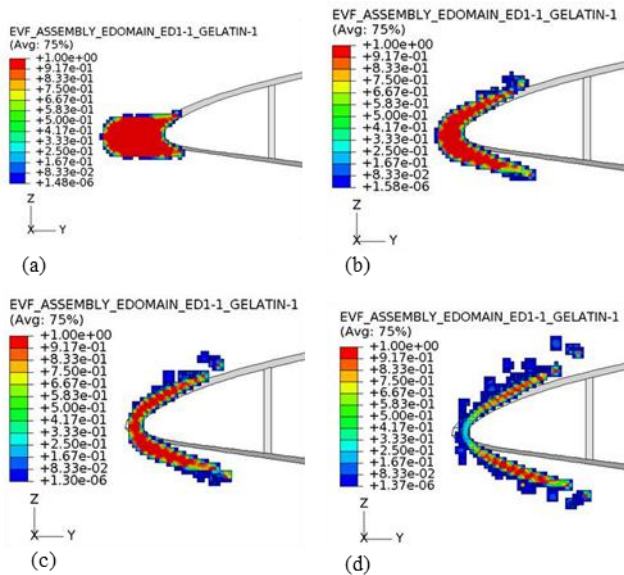 EVF_ASSEMBLY_EDOMAIN_ED1-1_GELATIN-1
(Avg: 75%)
+1.00e+00
+9.17e-01
+8.33e-01
+7.50e-01
+6.67e-01
+5.83e-01
+5.00e-01
+4.17e-01
+3.33e-01
+2.50e-01
+1.67e-01
+8.33e-02
+1.48e-06
Z
X Y
(a)
EVF_ASSEMBLY_EDOMAIN_ED1-1_GELATIN-1
(Avg: 75%)
+1.00e+00
+9.17e-01
+8.33e-01
+7.50e-01
+6.67e-01
+5.83e-01
+5.00e-01
+4.17e-01
+3.33e-01
+2.50e-01
+1.67e-01
+8.33e-02
+1.58e-06
Z
X Y
(b)
EVF_ASSEMBLY_EDOMAIN_ED1-1_GELATIN-1
(Avg: 75%)
+1.00e+00
+9.17e-01
+8.33e-01
+7.50e-01
+6.67e-01
+5.83e-01
+5.00e-01
+4.17e-01
+3.33e-01
+2.50e-01
+1.67e-01
+8.33e-02
+1.30e-06
Z
X Y
(c)
EVF_ASSEMBLY_EDOMAIN_ED1-1_GELATIN-1
(Avg: 75%)
+1.00e+00
+9.17e-01
+8.33e-01
+7.50e-01
+6.67e-01
+5.83e-01
+5.00e-01
+4.17e-01
+3.33e-01
+2.50e-01
+1.67e-01
+8.33e-02
+1.37e-06
Z
X Y
(d)